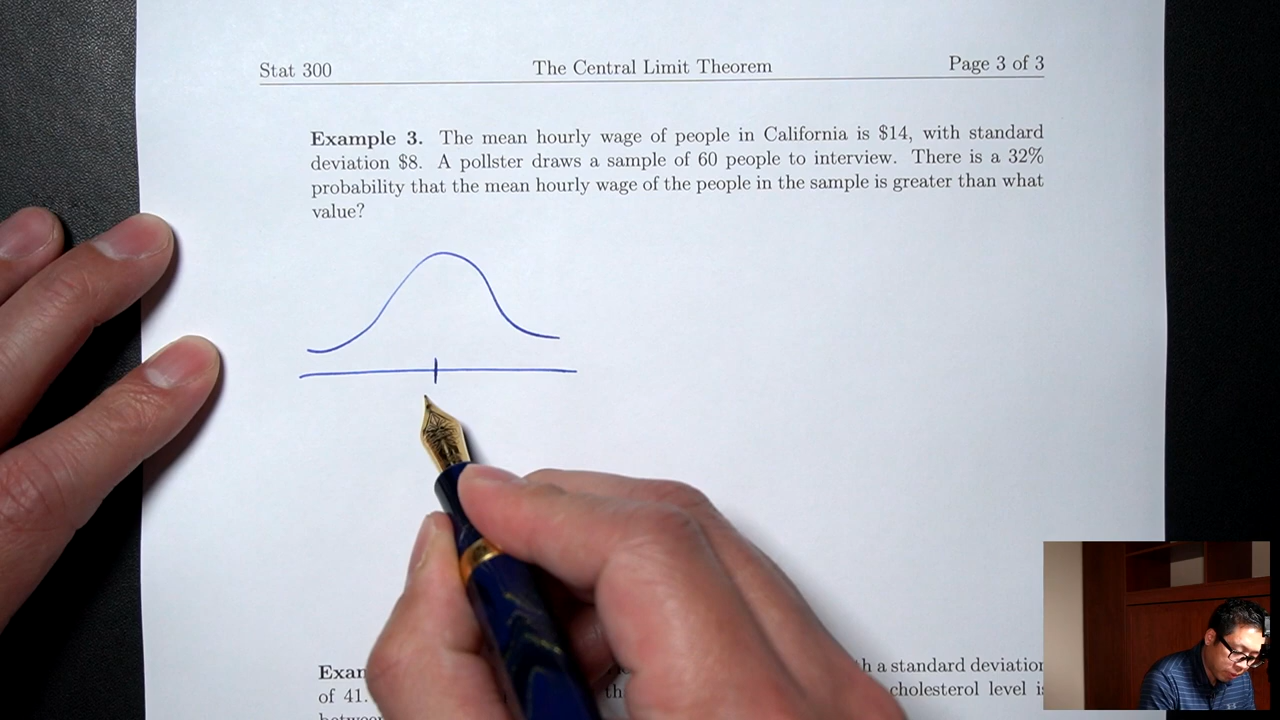 Stat 300
The Central Limit Theorem
Page 3 of 3
Example 3. The mean hourly wage of people in California is $14, with standard
deviation $8. A pollster draws a sample of 60 people to interview. There is a 32%
probability that the mean hourly wage of the people in the sample is greater than what
value?
a standard deviation
of 41.
cholesterol level